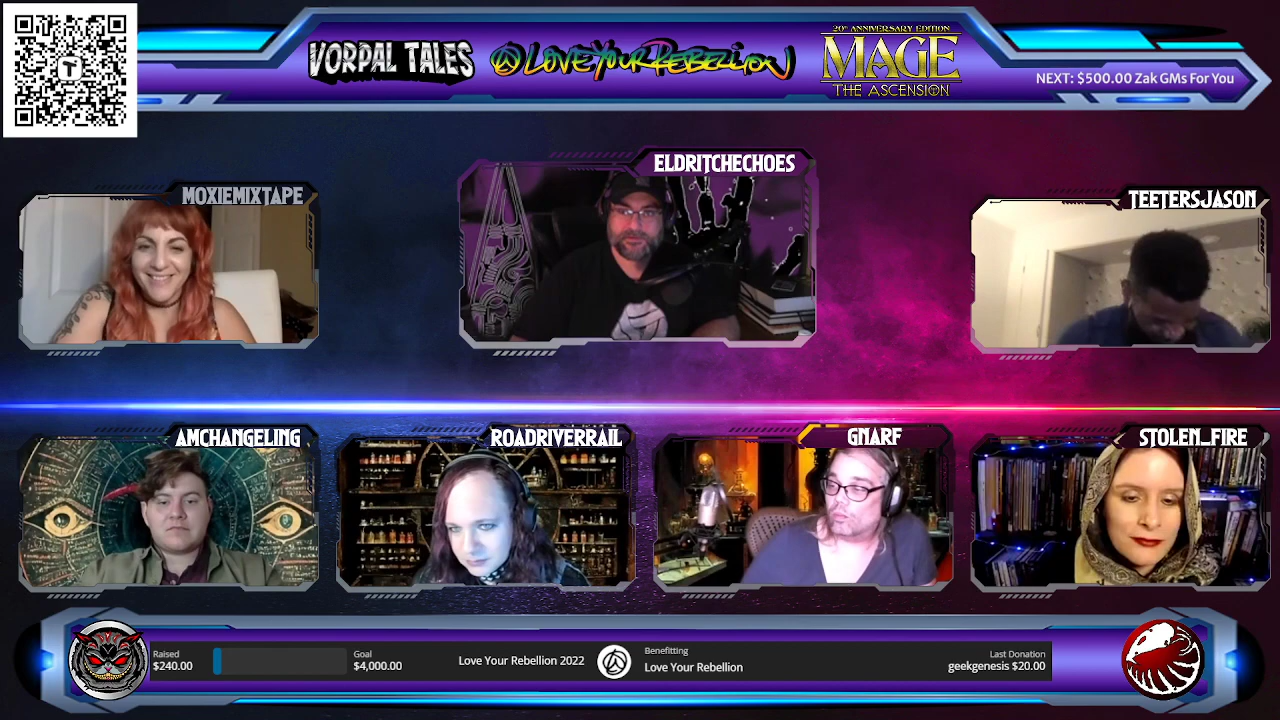 VORPAL TALES
LOVEYOURREBELLION
20th ANNIVERSARY EDITION
MAGE
THE ASCENSION
NEXT: $500.00 Zak GMs For You
ELDRITCHECHOES
MOXIEMIXTAPE
TEETERSJASON
AMCHANGELING
ROADRIVERRAIL
GNARF
STOLEN_FIRE
Raised
$240.00
Goal
$4,000.00
Love Your Rebellion 2022
Benefitting
Love Your Rebellion
Last Donation
geekgenesis $20.00